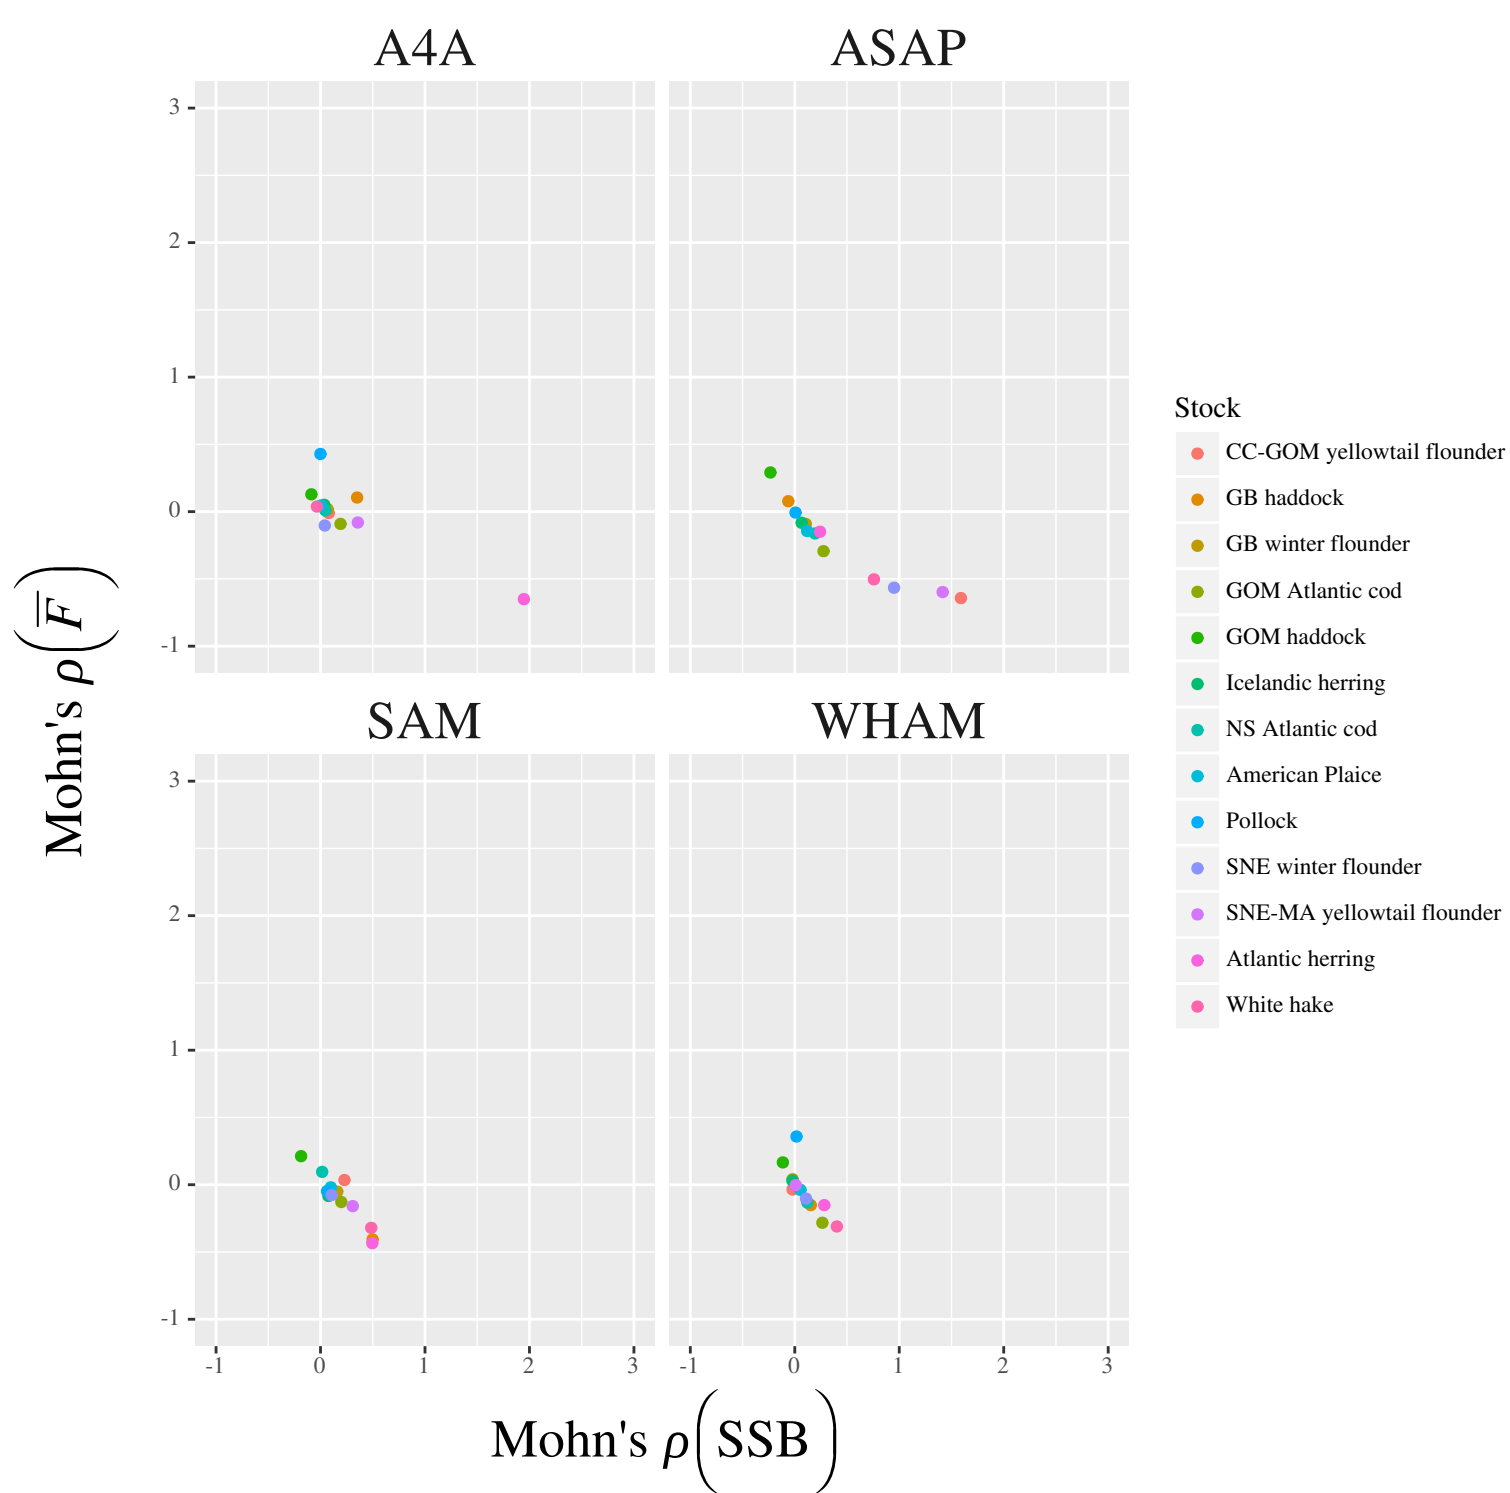 A4A
ASAP
3
2
1
0
-1
SAM
WHAM
3
2
1
0
-1
-1 0 1 2 3
-1 0 1 2 3
Mohn's ρ(F̅)
Mohn's ρ(SSB)
Stock
CC-GOM yellowtail flounder
GB haddock
GB winter flounder
GOM Atlantic cod
GOM haddock
Icelandic herring
NS Atlantic cod
American Plaice
Pollock
SNE winter flounder
SNE-MA yellowtail flounder
Atlantic herring
White hake